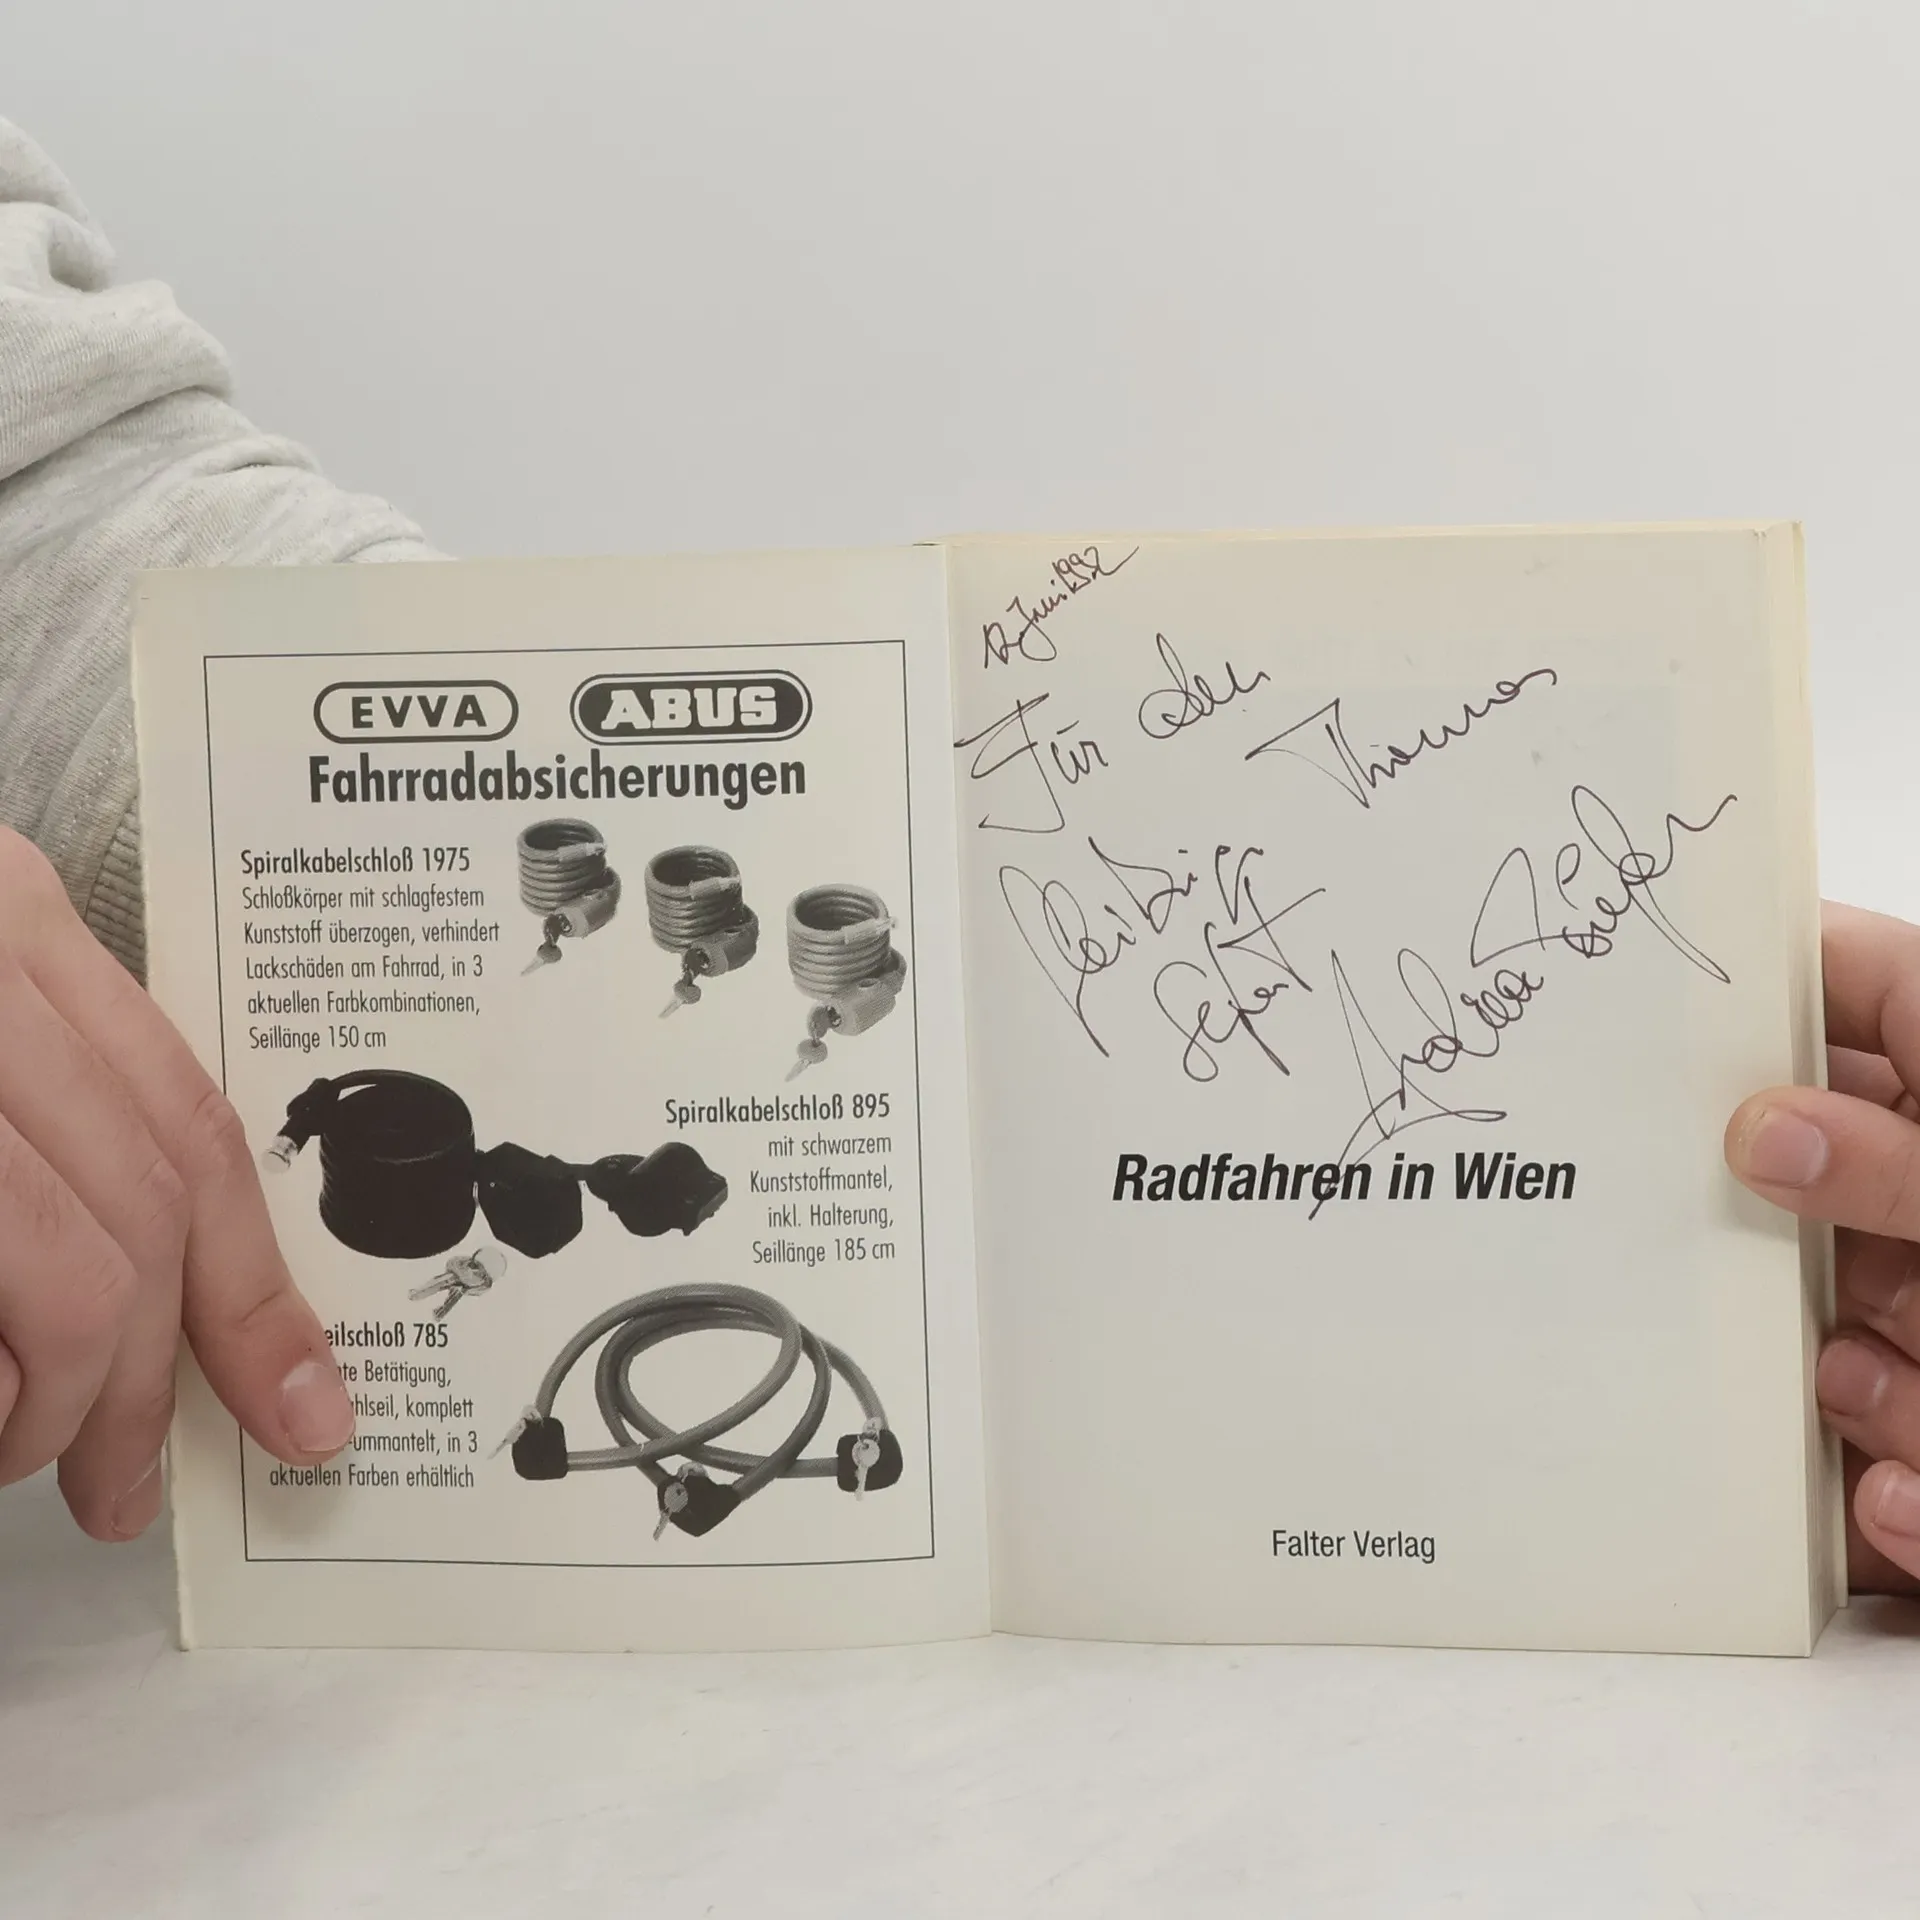 EVVA ABUS
Fahrradabsicherungen
Spiralkabelschloß 1975
Schloßkörper mit schlagfestem
Kunststoff überzogen, verhindert
Lackschäden am Fahrrad, in 3
aktuellen Farbkombinationen,
Seillänge 150 cm
Spiralkabelschloß 895
mit schwarzem
Kunststoffmantel,
inkl. Halterung,
Seillänge 185 cm
eilschloß 785
te Betätigung,
hlseil, komplett
ummantelt, in 3
aktuellen Farben erhältlich
Juni 1992
Für den
Thomas
Andreas
Radfahren in Wien
Falter Verlag